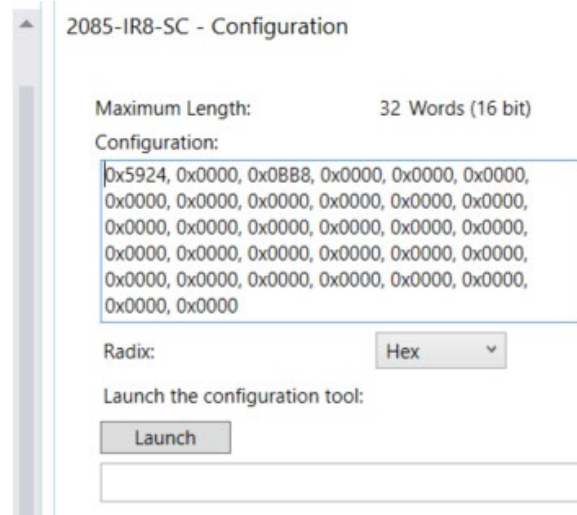 2085-IR8-SC - Configuration
Maximum Length: 32 Words (16 bit)
Configuration:
0x5924, 0x0000, 0x0BB8, 0x0000, 0x0000, 0x0000,
0x0000, 0x0000, 0x0000, 0x0000, 0x0000, 0x0000,
0x0000, 0x0000, 0x0000, 0x0000, 0x0000, 0x0000,
0x0000, 0x0000, 0x0000, 0x0000, 0x0000, 0x0000,
0x0000, 0x0000, 0x0000, 0x0000, 0x0000, 0x0000,
0x0000, 0x0000
Radix: Hex
Launch the configuration tool:
Launch